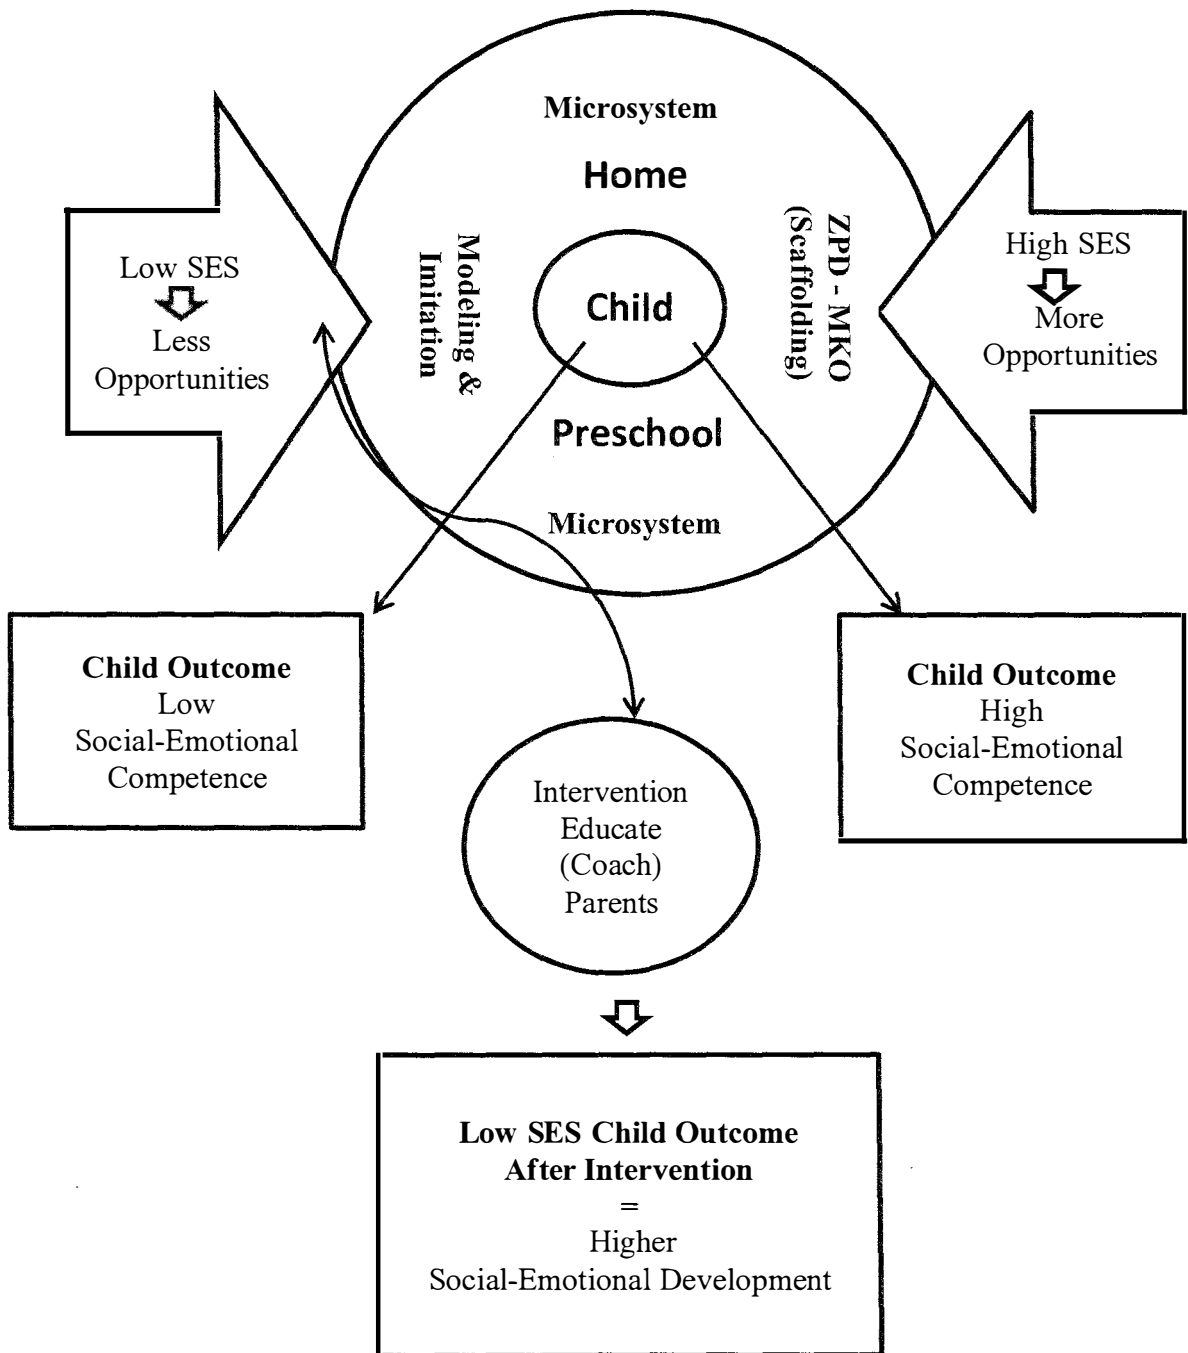 Microsystem
Home
Child
Preschool
Microsystem
Modeling &
Imitation
ZPD - MKO
(Scaffolding)
Low SES
Less
Opportunities
High SES
More
Opportunities
Child Outcome
Low
Social-Emotional
Competence
Child Outcome
High
Social-Emotional
Competence
Intervention
Educate
(Coach)
Parents
Low SES Child Outcome
After Intervention
=
Higher
Social-Emotional Development